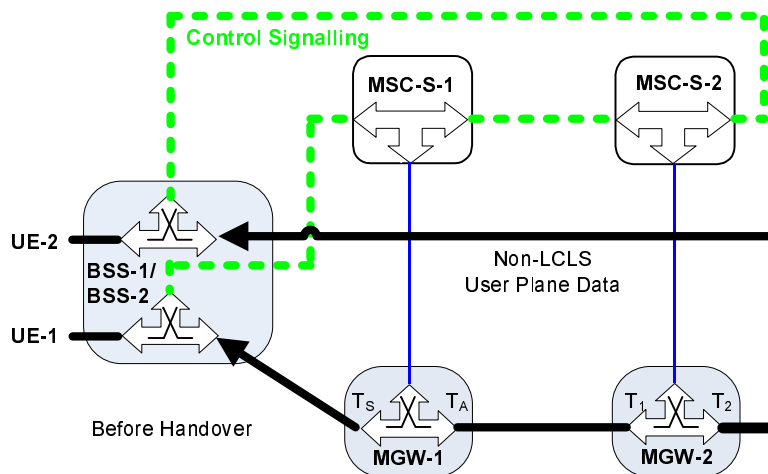 Control Signalling
MSC-S-1
MSC-S-2
UE-2
BSS-1/
BSS-2
Non-LCLS
User Plane Data
UE-1
TS
TA
T1
T2
Before Handover
MGW-1
MGW-2